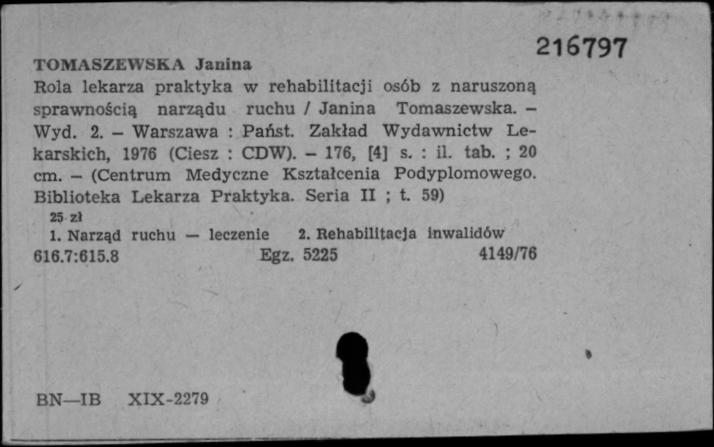 216797
TOMASZEWSKA Janina
Rola lekarza praktyka w rehabilitacji osób z naruszoną
sprawnością narządu ruchu / Janina Tomaszewska. –
Wyd. 2. – Warszawa : Państ. Zakład Wydawnictw Le-
karskich, 1976 (Ciesz : CDW). – 176, [4] s. : il. tab. ; 20
cm. – (Centrum Medyczne Kształcenia Podyplomowego.
Biblioteka Lekarza Praktyka. Seria II ; t. 59)
25 zł
1. Narząd ruchu — leczenie 2. Rehabilitacja inwalidów
616.7:615.8 Egz. 5225 4149/76
BN—IB XIX-2279